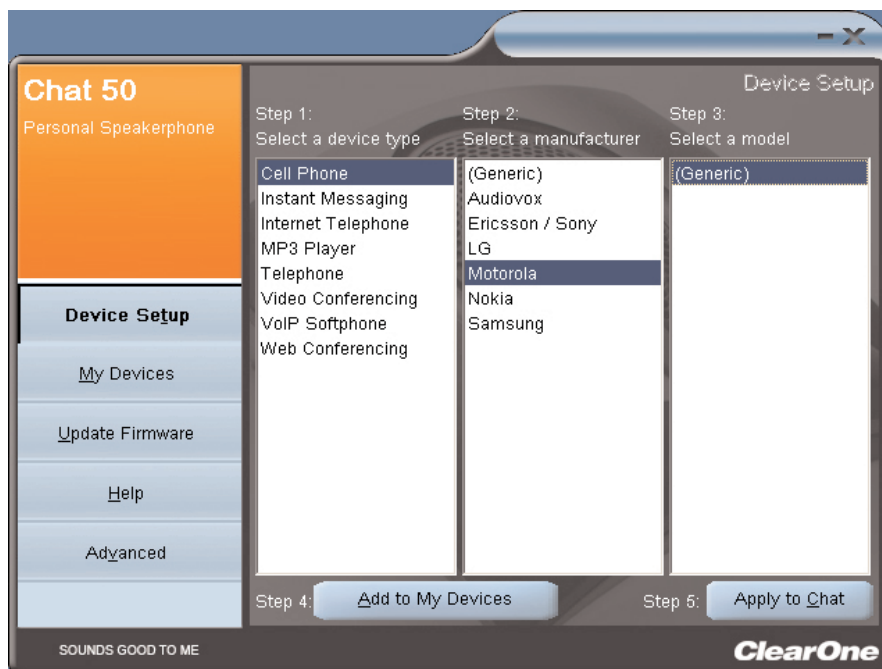 Chat 50
Personal Speakerphone
Device Setup
My Devices
Update Firmware
Help
Advanced
SOUNDS GOOD TO ME
Device Setup
Step 1:
Select a device type
Cell Phone
Instant Messaging
Internet Telephone
MP3 Player
Telephone
Video Conferencing
VoIP Softphone
Web Conferencing
Step 2:
Select a manufacturer
(Generic)
Audiovox
Ericsson / Sony
LG
Motorola
Nokia
Samsung
Step 3:
Select a model
(Generic)
Step 4:
Add to My Devices
Step 5:
Apply to Chat
ClearOne